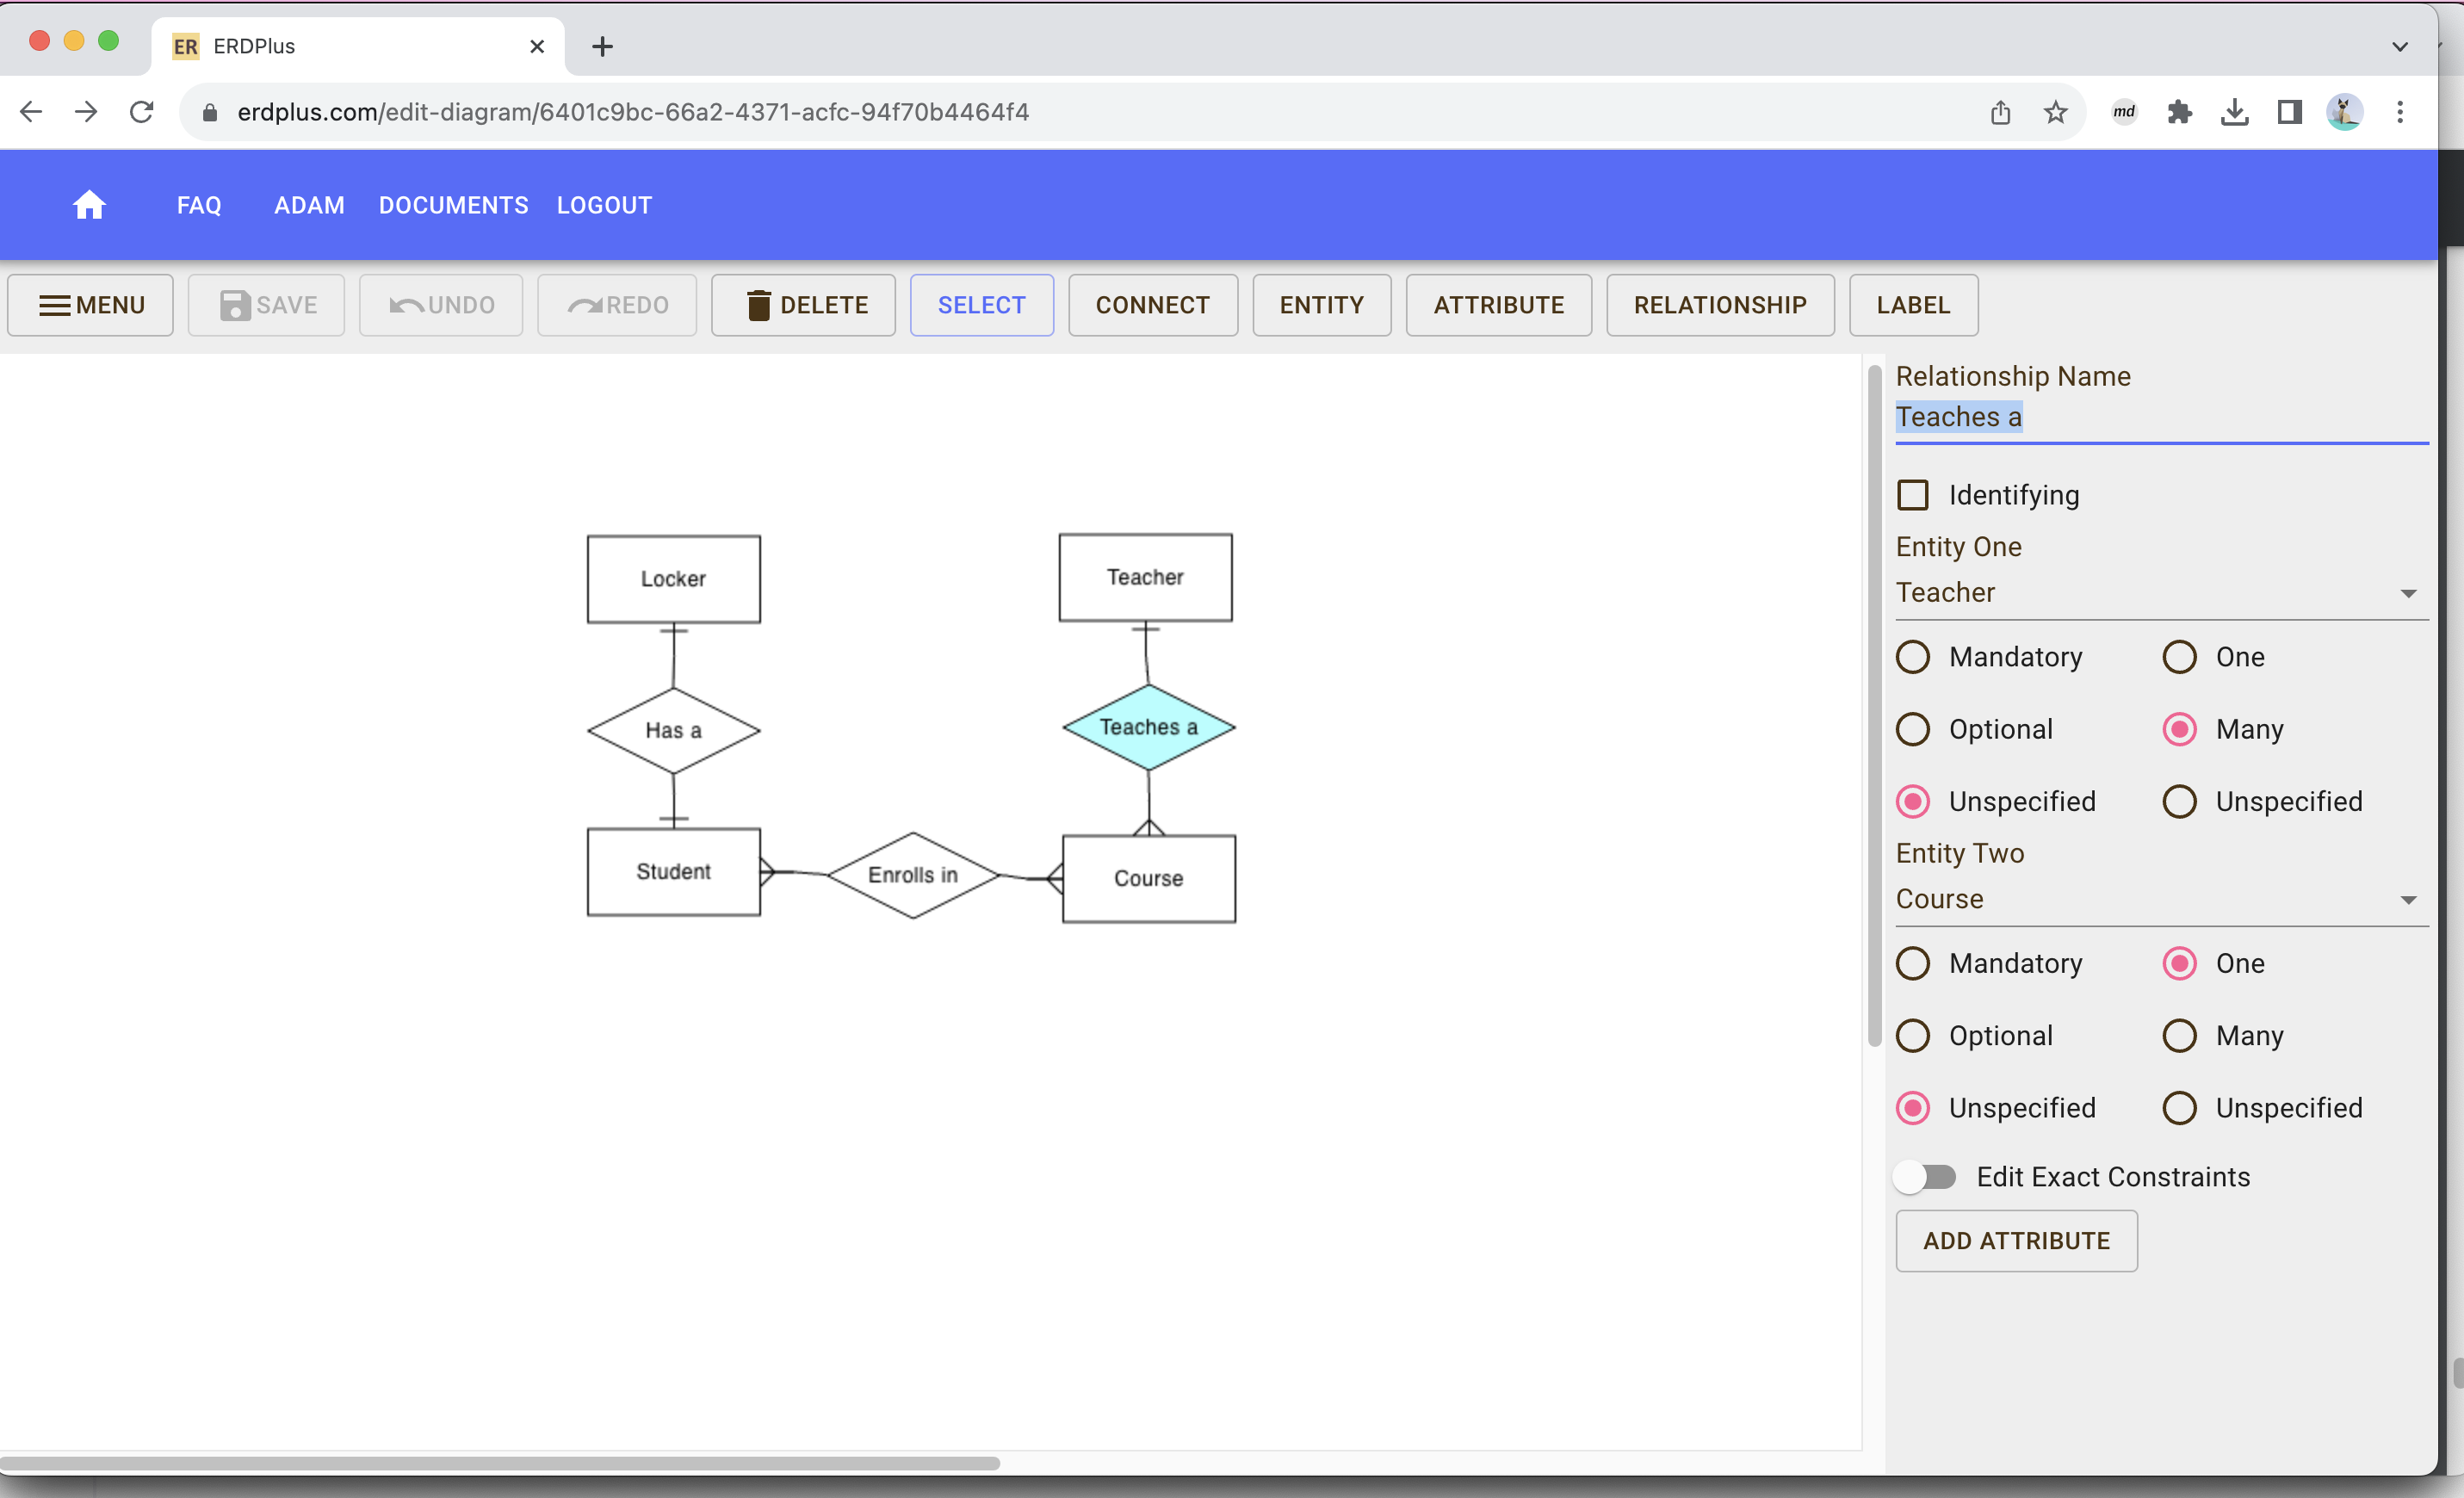 ER ERDPlus
erdplus.com/edit-diagram/6401c9bc-66a2-4371-acfc-94f70b4464f4
md
FAQ ADAM DOCUMENTS LOGOUT
MENU SAVE UNDO REDO DELETE SELECT CONNECT ENTITY ATTRIBUTE RELATIONSHIP LABEL
Locker
Teacher
Has a
Teaches a
Student
Enrolls in
Course
Relationship Name
Teaches a
Identifying
Entity One
Teacher
Mandatory One
Optional Many
Unspecified Unspecified
Entity Two
Course
Mandatory One
Optional Many
Unspecified Unspecified
Edit Exact Constraints
ADD ATTRIBUTE